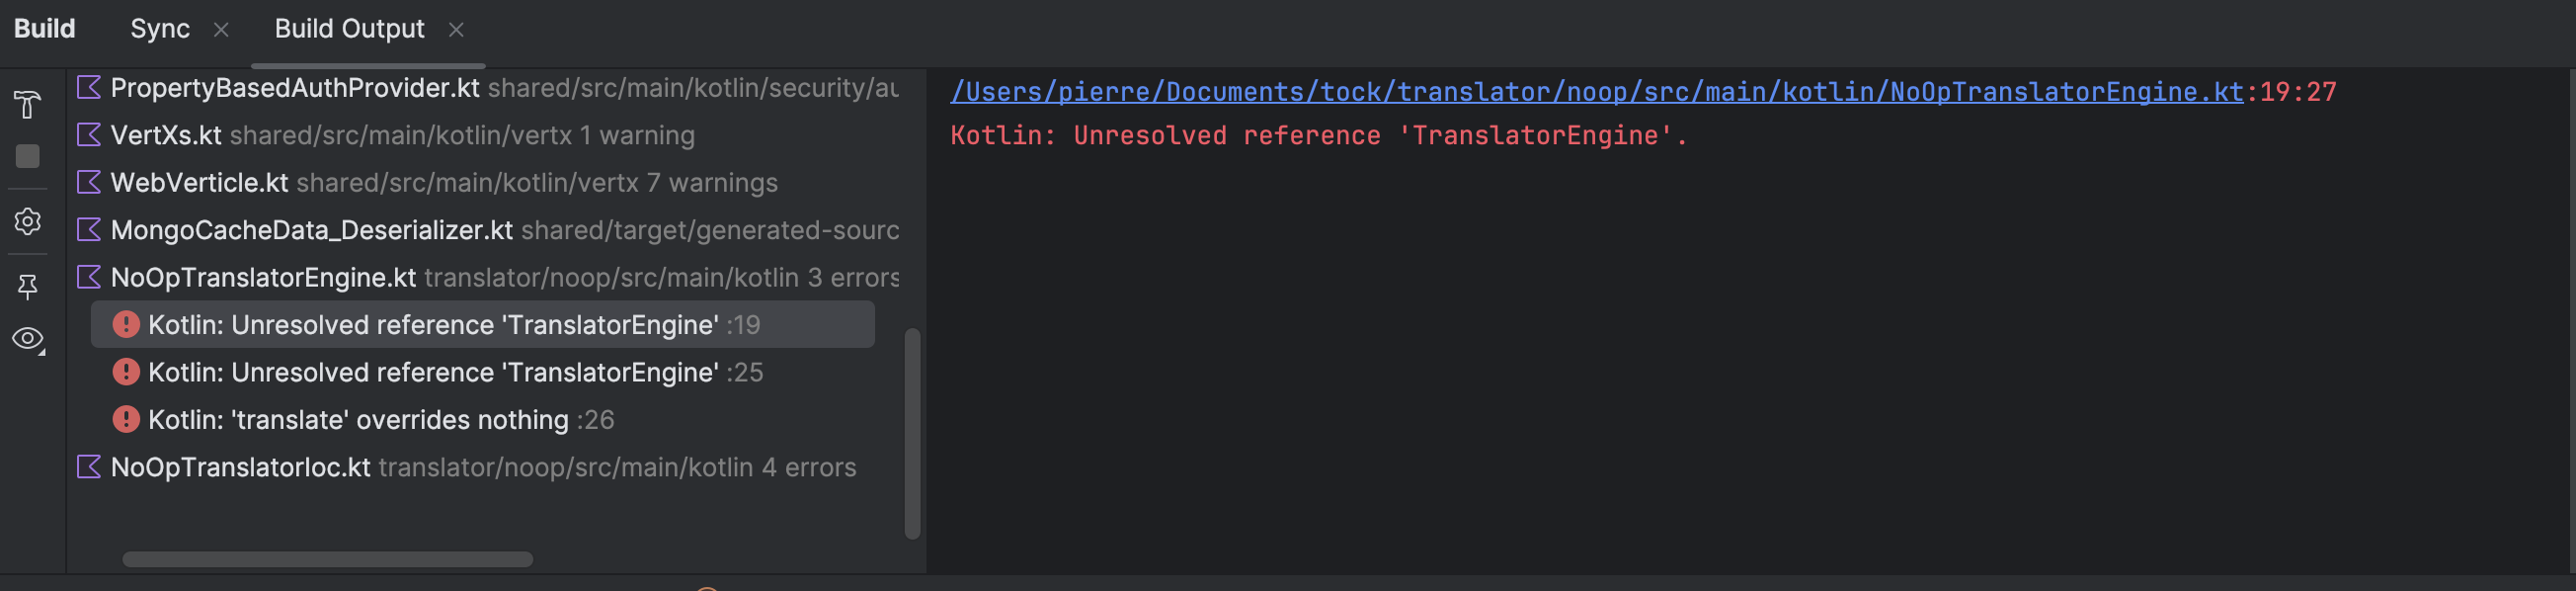 Build Sync Build Output
PropertyBasedAuthProvider.kt shared/src/main/kotlin/security/au
VertXs.kt shared/src/main/kotlin/vertx 1 warning
WebVerticle.kt shared/src/main/kotlin/vertx 7 warnings
MongoCacheData_Deserializer.kt shared/target/generated-sourc
NoOpTranslatorEngine.kt translator/noop/src/main/kotlin 3 errors
Kotlin: Unresolved reference 'TranslatorEngine' :19
Kotlin: Unresolved reference 'TranslatorEngine' :25
Kotlin: 'translate' overrides nothing :26
NoOpTranslatorIoc.kt translator/noop/src/main/kotlin 4 errors
/Users/pierre/Documents/tock/translator/noop/src/main/kotlin/NoOpTranslatorEngine.kt:19:27
Kotlin: Unresolved reference 'TranslatorEngine'.